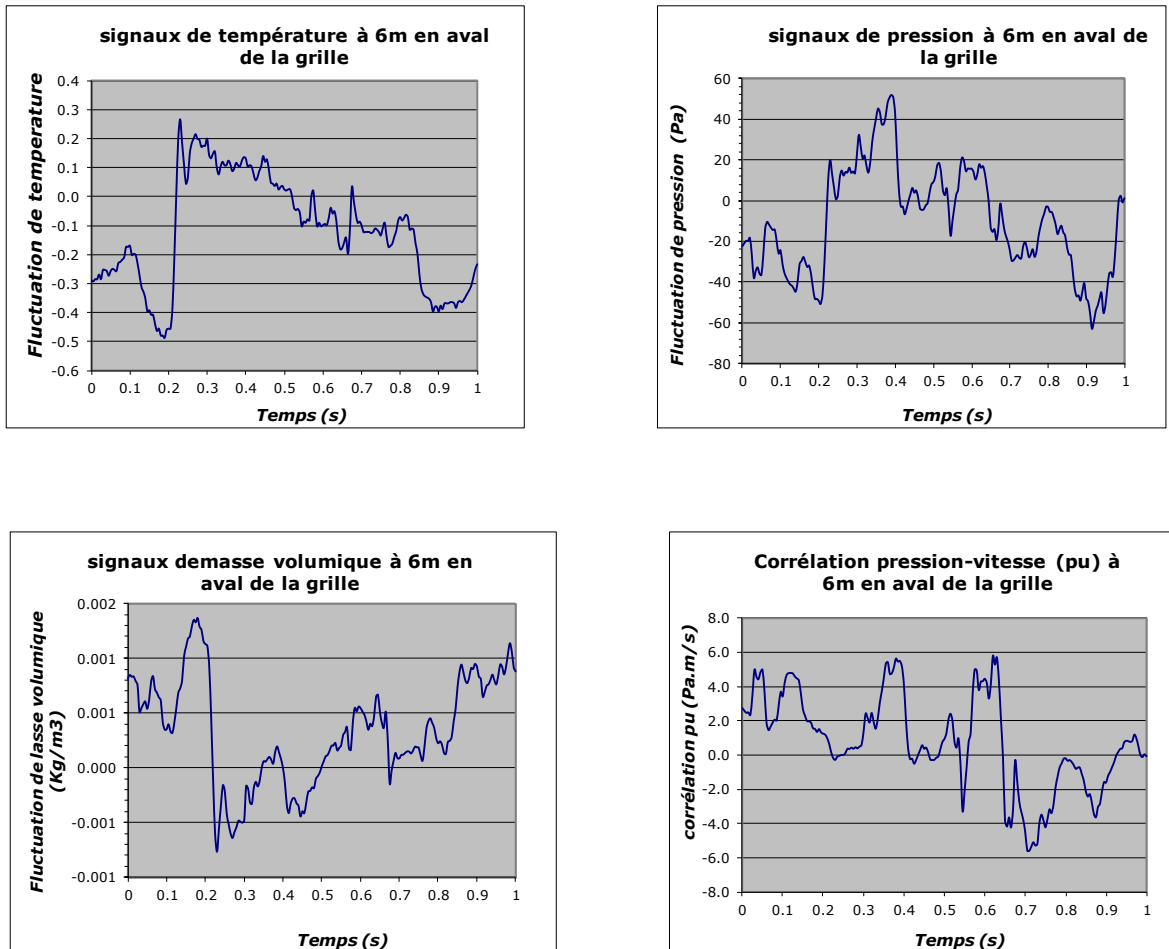 signaux de température à 6m en aval
de la grille
Fluctuation de temperature
0.4
0.3
0.2
0.1
0.0
-0.1
-0.2
-0.3
-0.4
-0.5
-0.6
0 0.1 0.2 0.3 0.4 0.5 0.6 0.7 0.8 0.9 1
Temps (s)
signaux de pression à 6m en aval de
la grille
Fluctuation de pression (Pa)
60
40
20
0
-20
-40
-60
-80
0 0.1 0.2 0.3 0.4 0.5 0.6 0.7 0.8 0.9 1
Temps (s)
signaux demasse volumique à 6m en
aval de la grille
Fluctuation de lasse volumique
(Kg/m3)
0.002
0.001
0.001
0.000
-0.001
-0.001
0 0.1 0.2 0.3 0.4 0.5 0.6 0.7 0.8 0.9 1
Temps (s)
Corrélation pression-vitesse (pu) à
6m en aval de la grille
corrélation pu (Pa.m/s)
8.0
6.0
4.0
2.0
0.0
-2.0
-4.0
-6.0
-8.0
0 0.1 0.2 0.3 0.4 0.5 0.6 0.7 0.8 0.9 1
Temps (s)